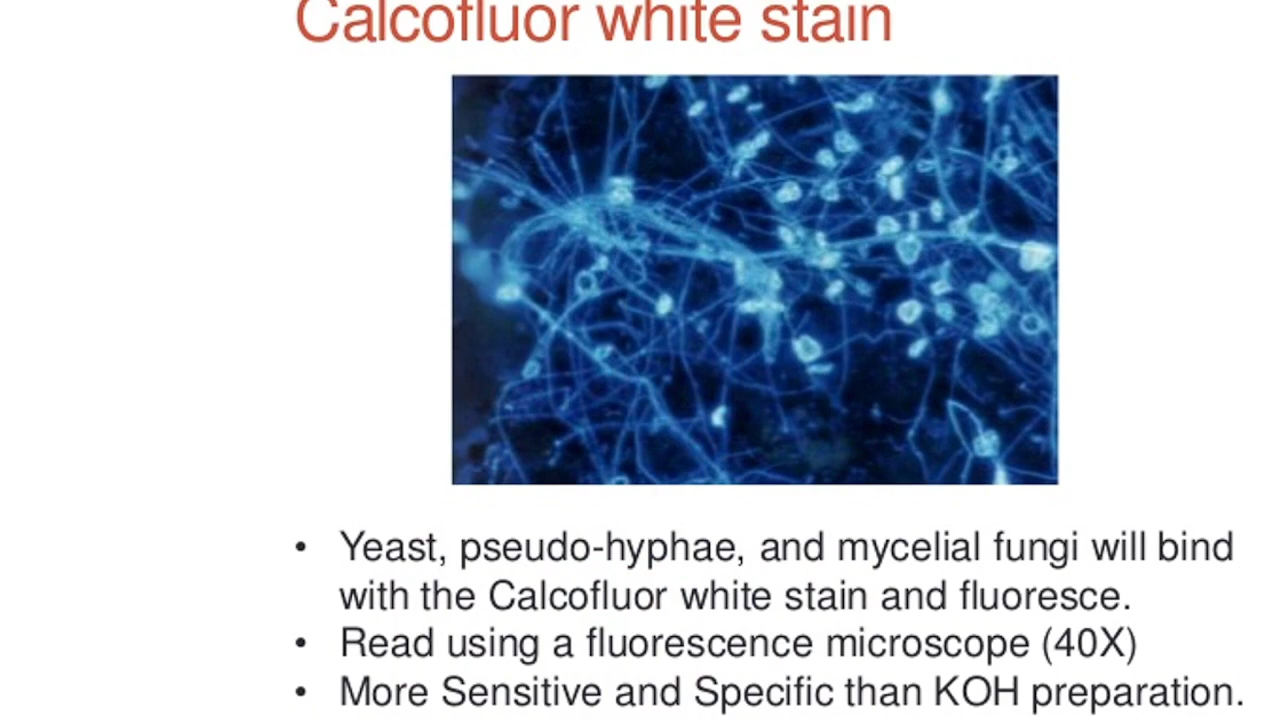 Calcofluor white stain
• Yeast, pseudo-hyphae, and mycelial fungi will bind
with the Calcofluor white stain and fluoresce.
• Read using a fluorescence microscope (40X)
• More Sensitive and Specific than KOH preparation.